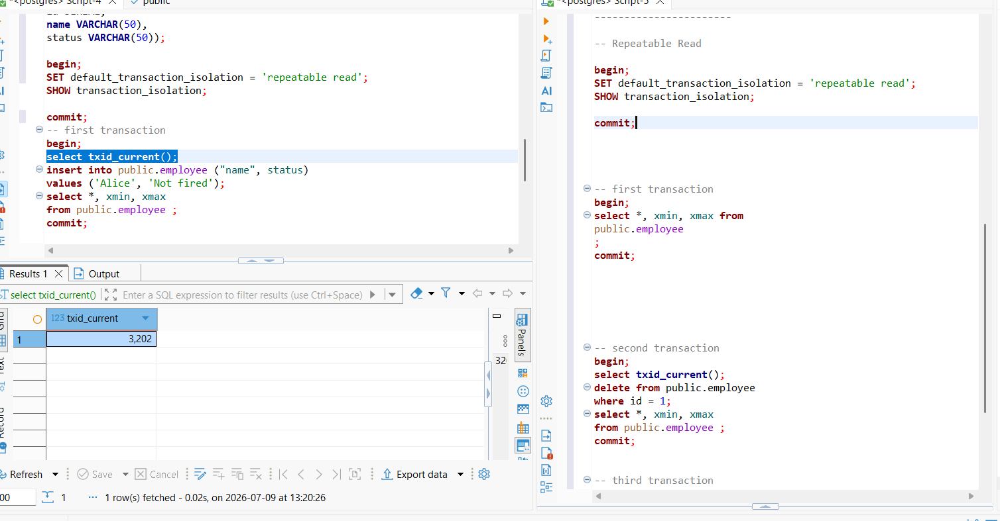 *<postgres> Script-4
public
name VARCHAR(50),
status VARCHAR(50));
begin;
SET default_transaction_isolation = 'repeatable read';
SHOW transaction_isolation;
commit;
-- first transaction
begin;
select txid_current();
insert into public.employee ("name", status)
values ('Alice', 'Not fired');
select *, xmin, xmax
from public.employee ;
commit;
Results 1
Output
select txid_current()
Enter a SQL expression to filter results (use Ctrl+Space)
Grid
Text
Record
123 txid_current
1
3,202
Panels
320
Refresh
Save
Cancel
Export data
00
1
... 1 row(s) fetched - 0.02s, on 2026-07-09 at 13:20:26
*<postgres> Script-5
------------------------
-- Repeatable Read
begin;
SET default_transaction_isolation = 'repeatable read';
SHOW transaction_isolation;
commit;
AI
-- first transaction
begin;
select *, xmin, xmax from
public.employee
;
commit;
-- second transaction
begin;
select txid_current();
delete from public.employee
where id = 1;
select *, xmin, xmax
from public.employee ;
commit;
-- third transaction